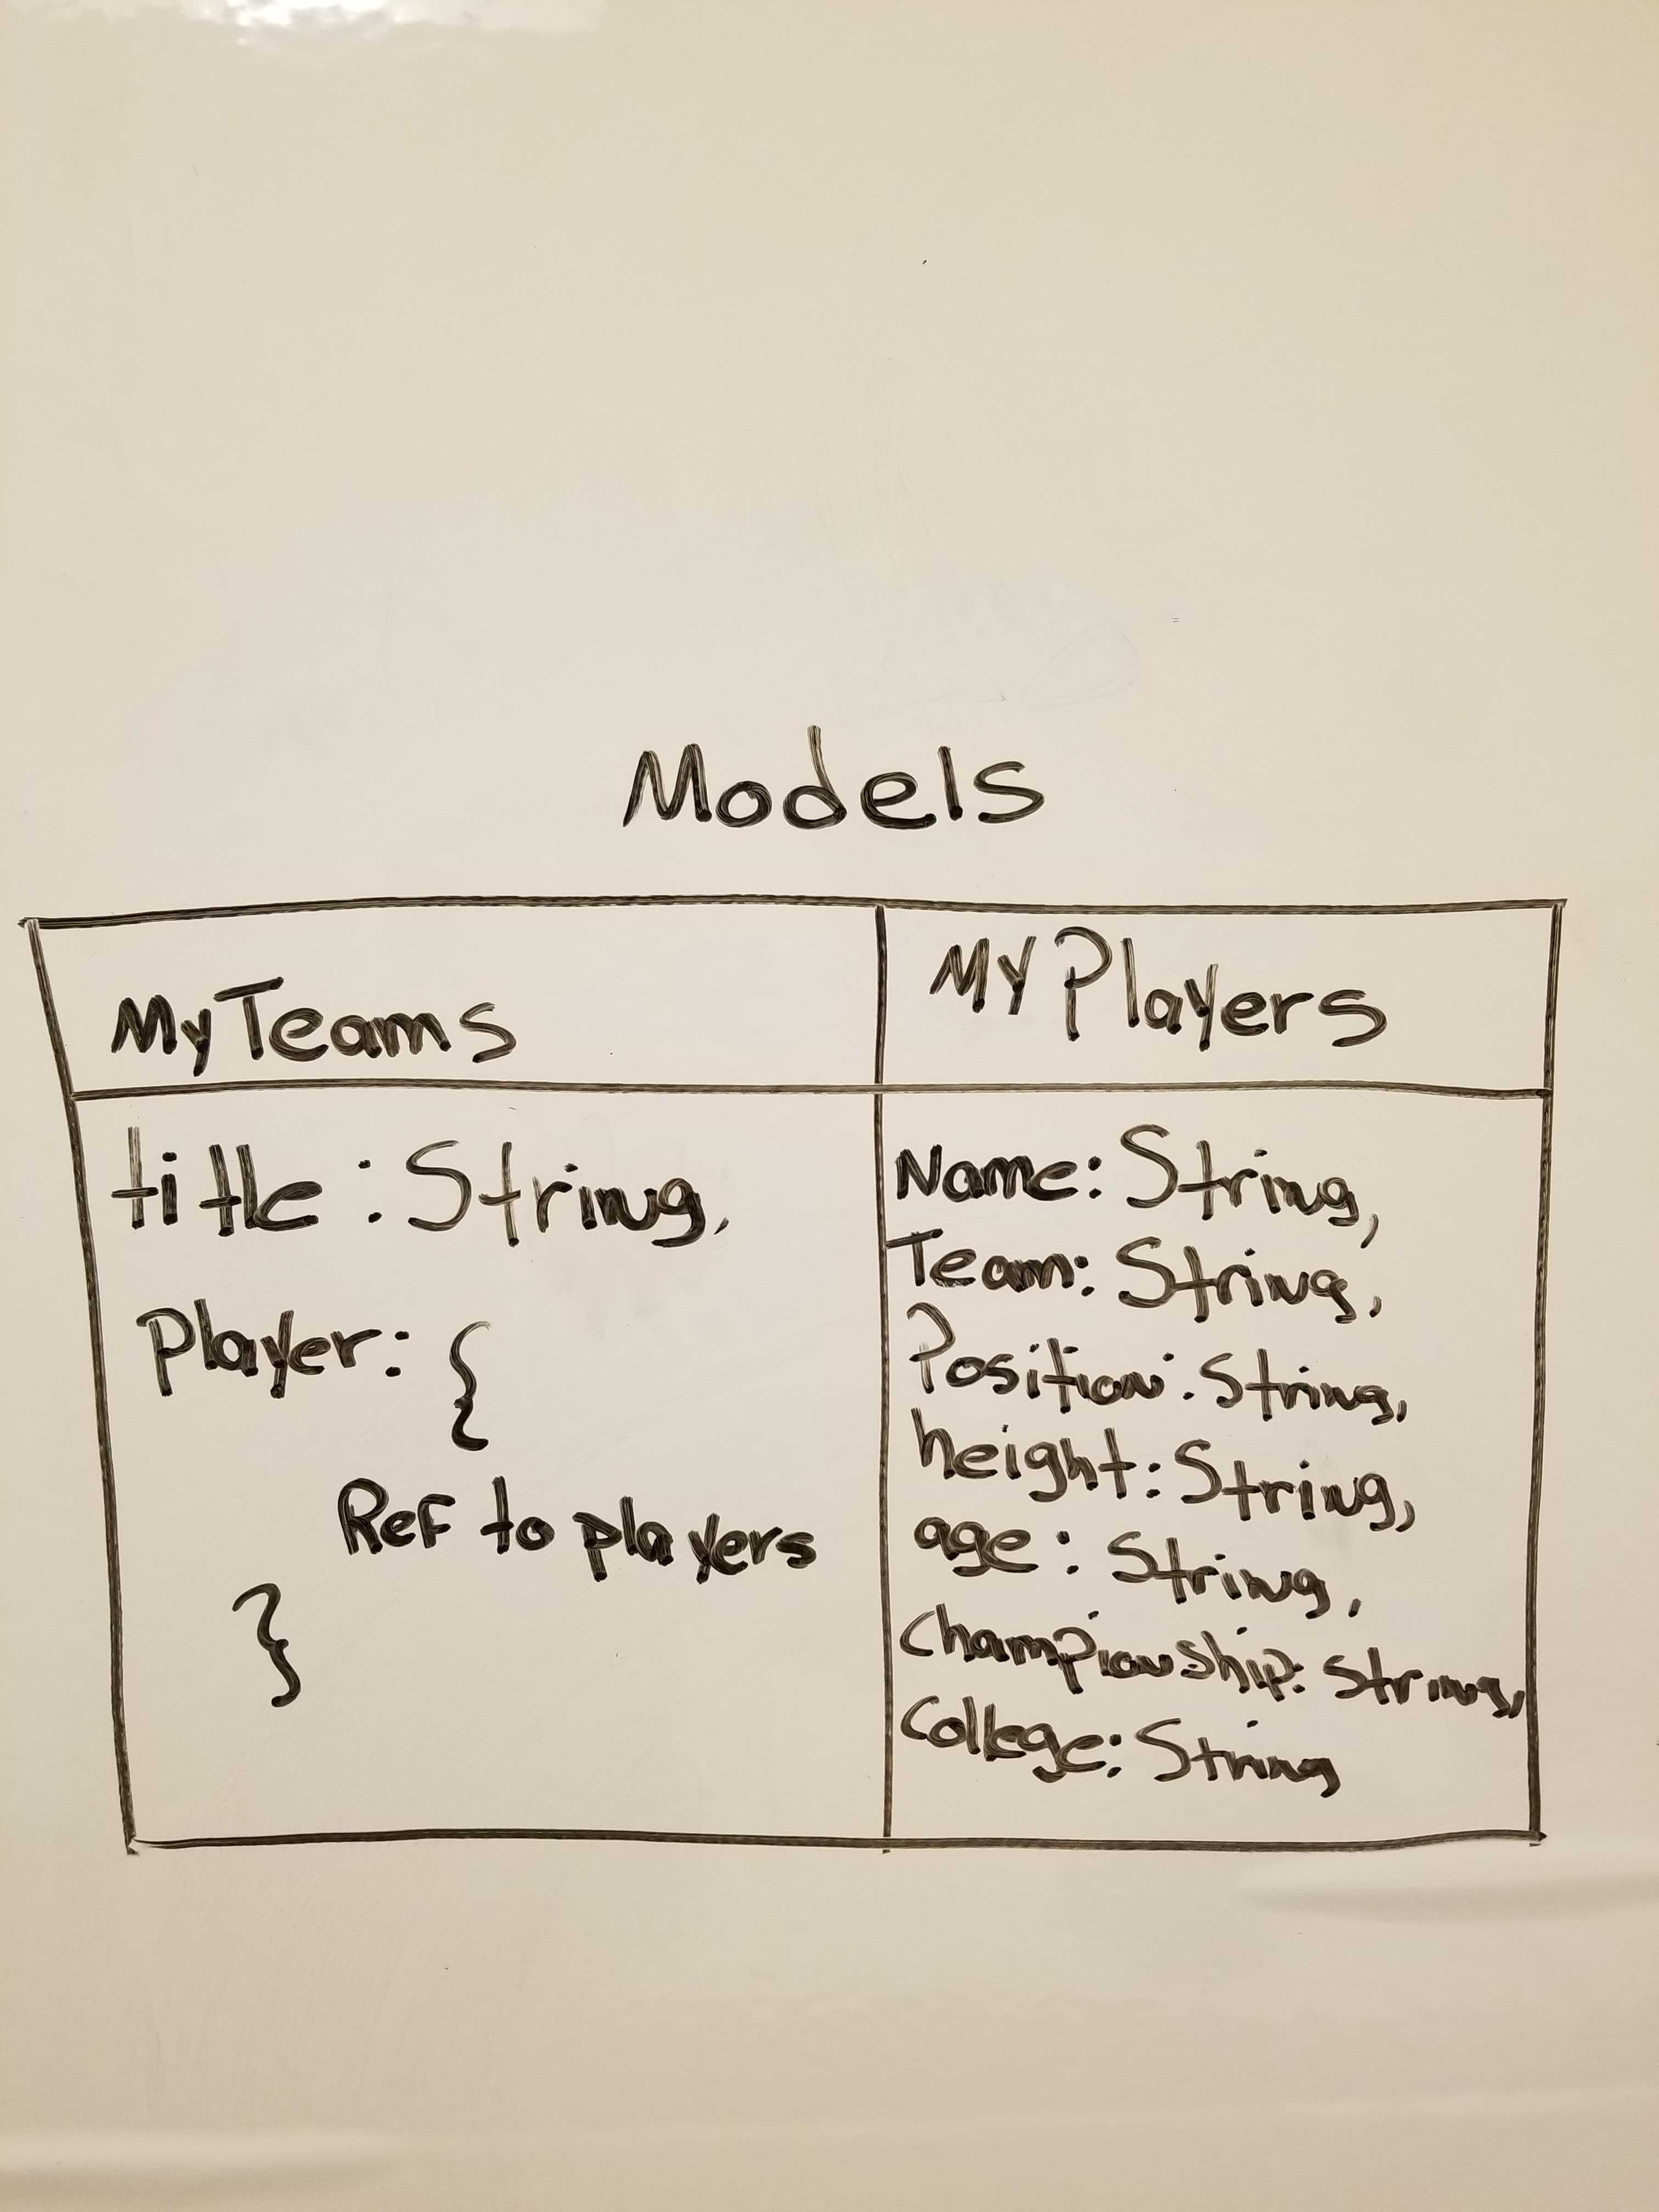 Models
MyTeams
title: String,
Player: {
Ref to players
}
MyPlayers
Name: String,
Team: String,
Position: String,
height: String,
age: String,
Championship: String,
College: String